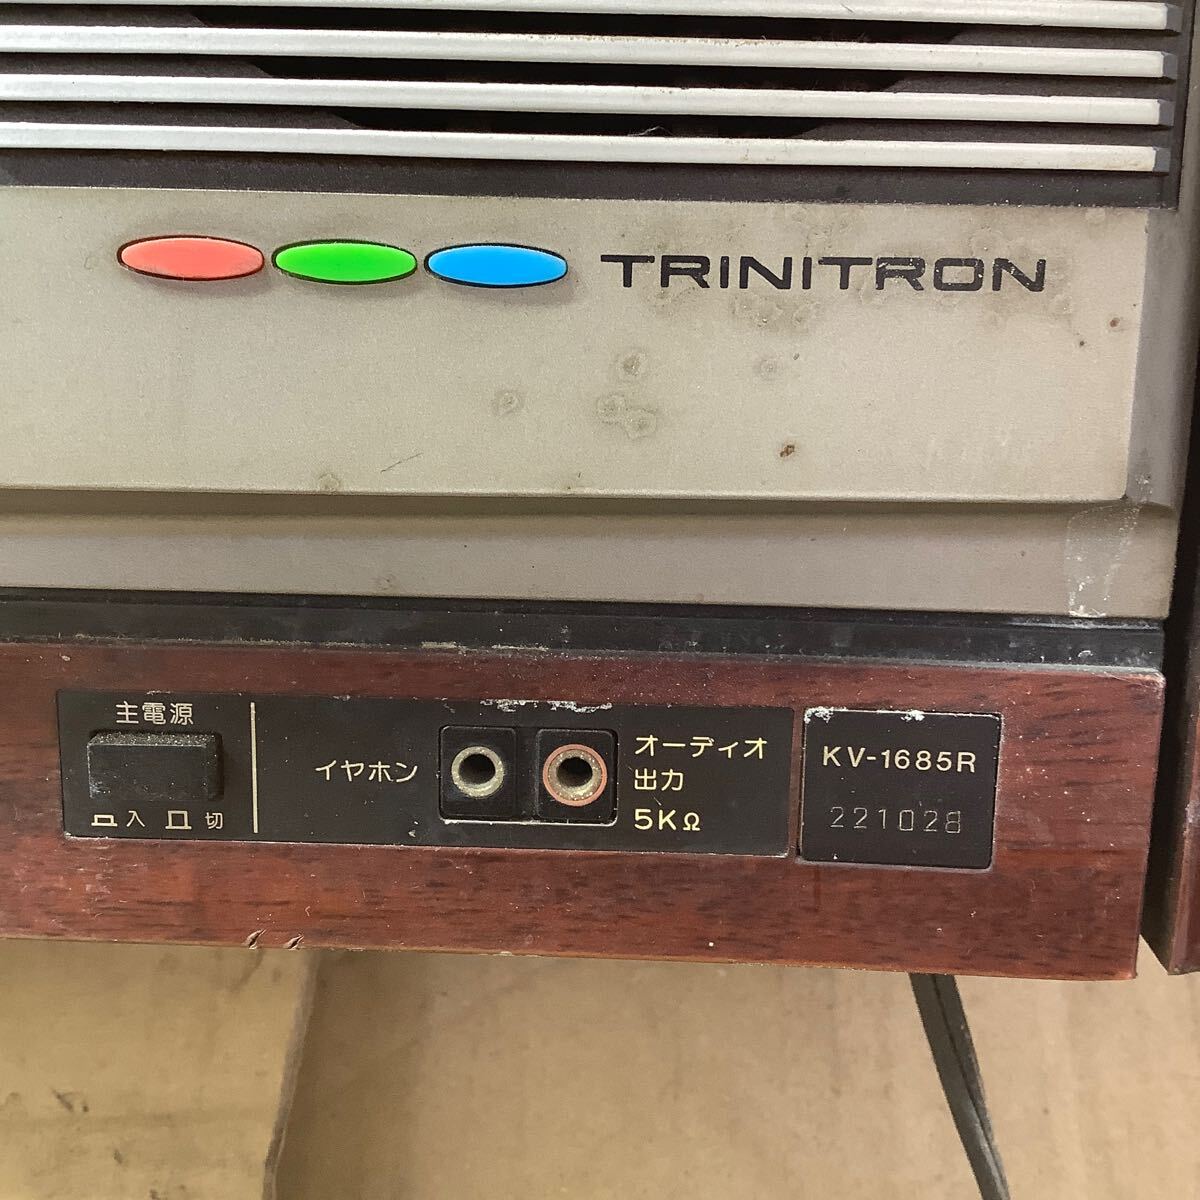 TRINITRON
主電源
入 切
イヤホン
オーディオ
出力
5KΩ
KV-1685R
221028